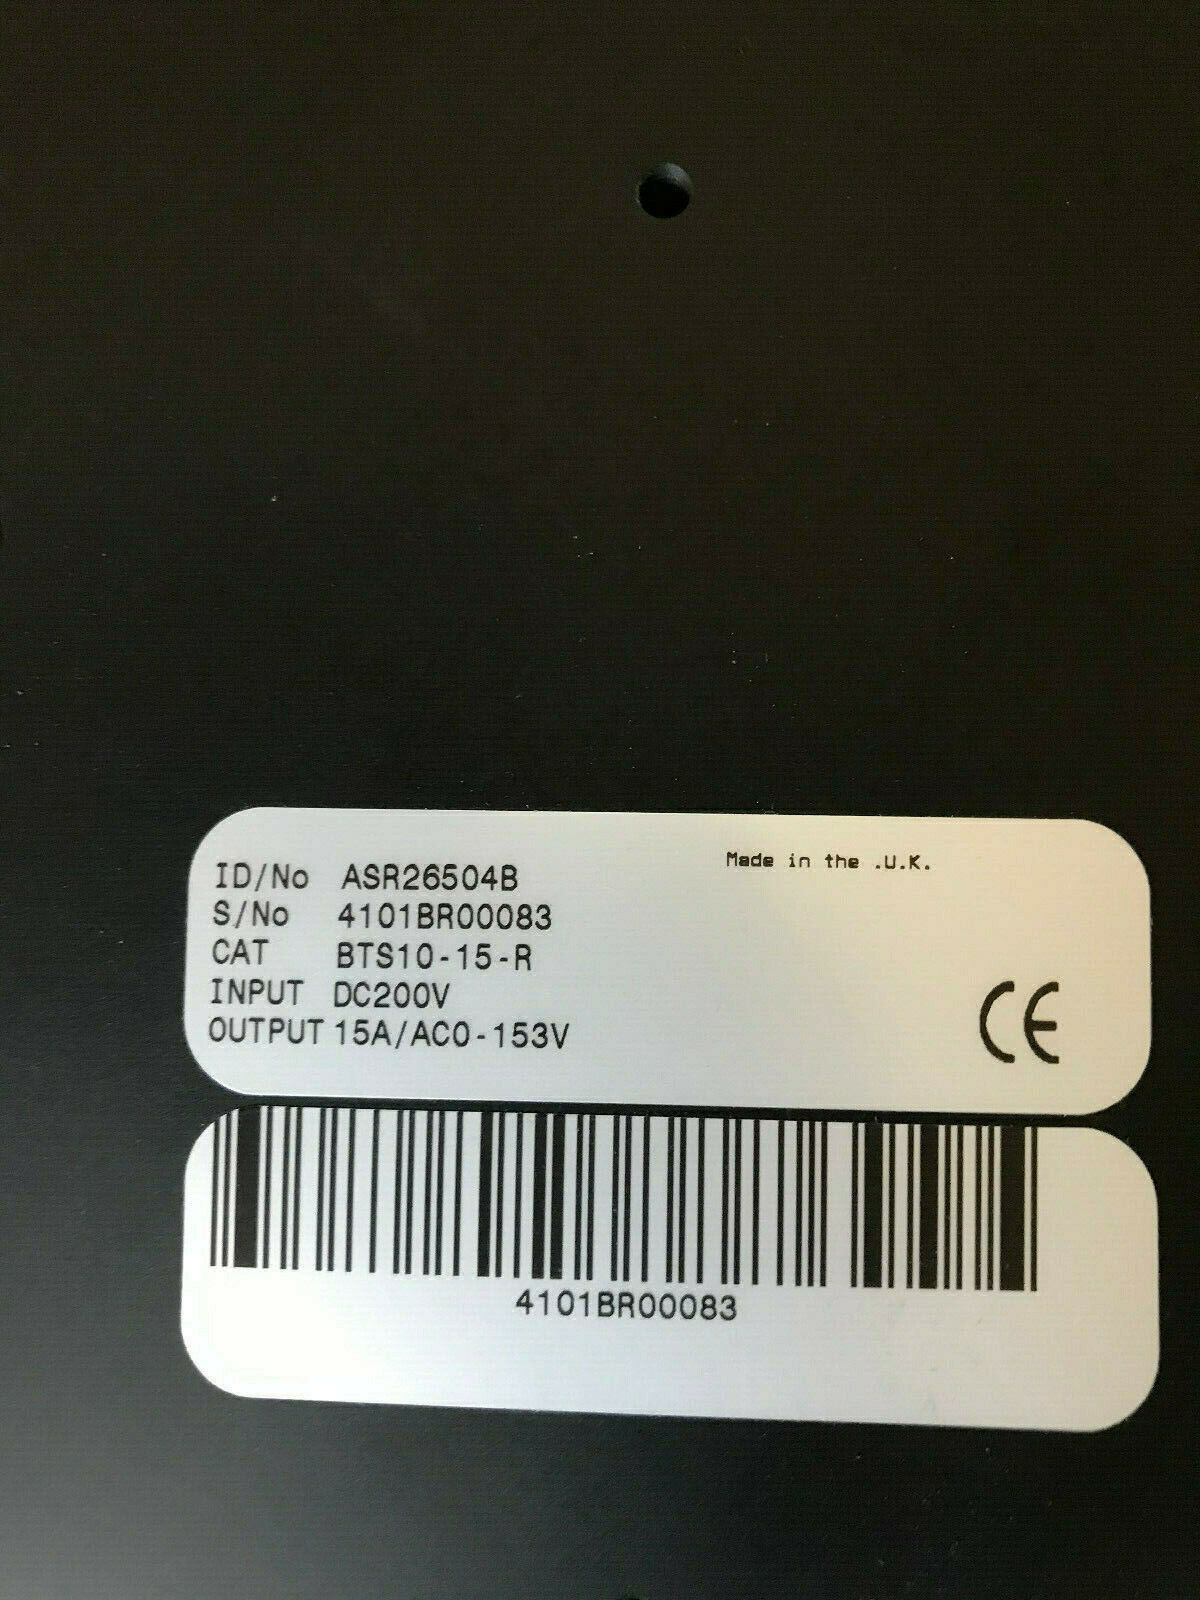 Made in the .U.K.
ID/No ASR26504B
S/No 4101BR00083
CAT BTS10-15-R
INPUT DC200V
OUTPUT 15A/AC0-153V
CE
4101BR00083